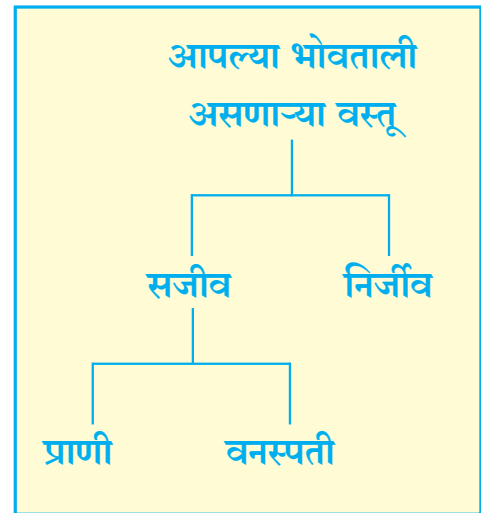 आपल्या भोवताली
असणाऱ्या वस्तू
सजीव निर्जीव
प्राणी वनस्पती